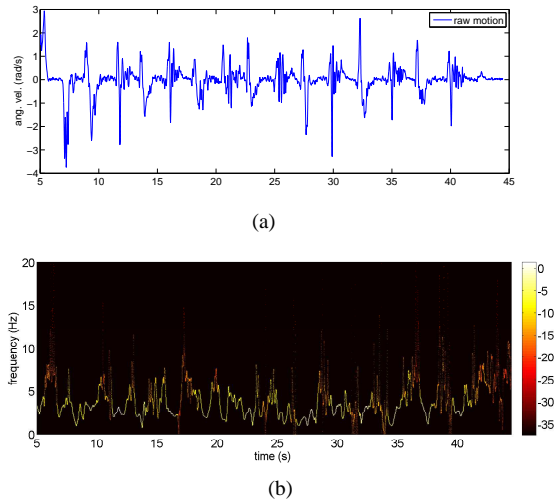 3
2
1
0
-1
-2
-3
-4
ang. vel. (rad/s)
raw motion
5 10 15 20 25 30 35 40 45
(a)
20
15
10
5
0
frequency (Hz)
5 10 15 20 25 30 35 40
time (s)
0
-5
-10
-15
-20
-25
-30
-35
(b)